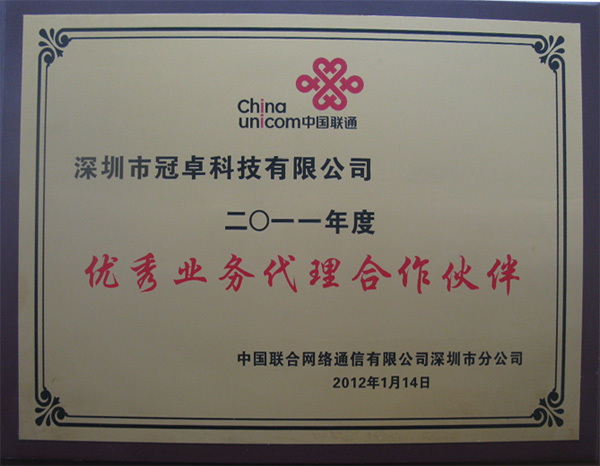 China
unicom中国联通
深圳市冠卓科技有限公司
二〇一一年度
优秀业务代理合作伙伴
中国联合网络通信有限公司深圳市分公司
2012年1月14日